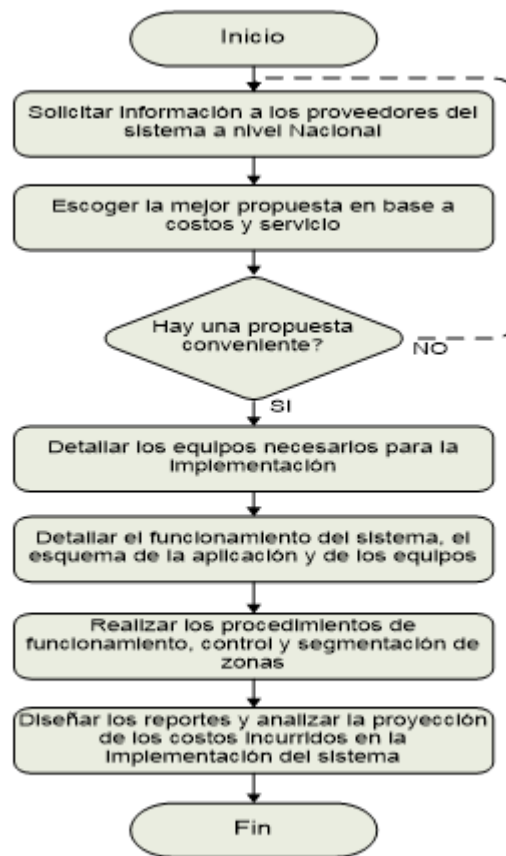 Inicio
Solicitar Información a los proveedores del
sistema a nivel Nacional
Escoger la mejor propuesta en base a
costos y servicio
Hay una propuesta
conveniente?
NO
SI
Detallar los equipos necesarios para la
Implementación
Detallar el funcionamiento del sistema, el
esquema de la aplicación y de los equipos
Realizar los procedimientos de
funcionamiento, control y segmentación de
zonas
Diseñar los reportes y analizar la proyección
de los costos incurridos en la
Implementación del sistema
Fin